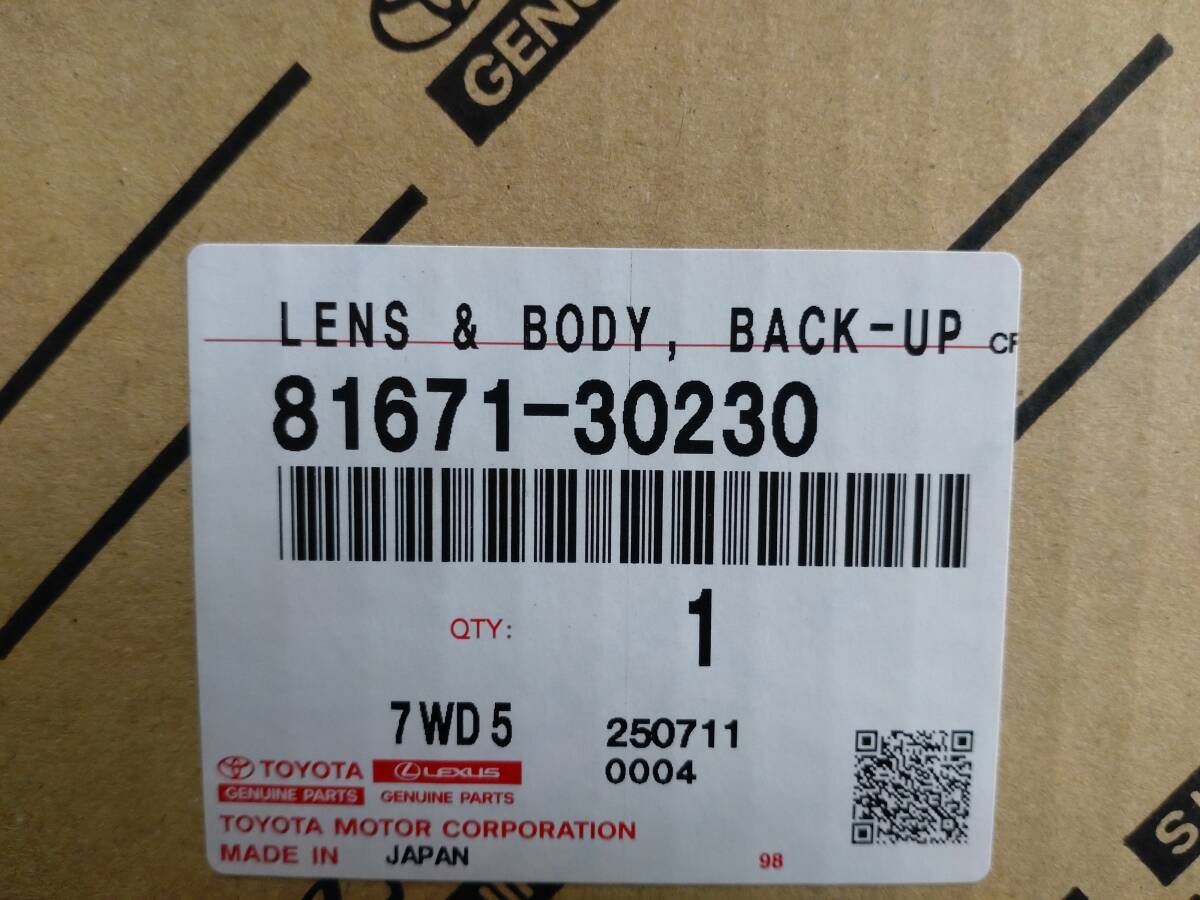 GENU
LENS & BODY, BACK-UP
81671-30230
QTY: 1
7WD5 250711
0004
TOYOTA LEXUS
GENUINE PARTS GENUINE PARTS
TOYOTA MOTOR CORPORATION
MADE IN JAPAN 98